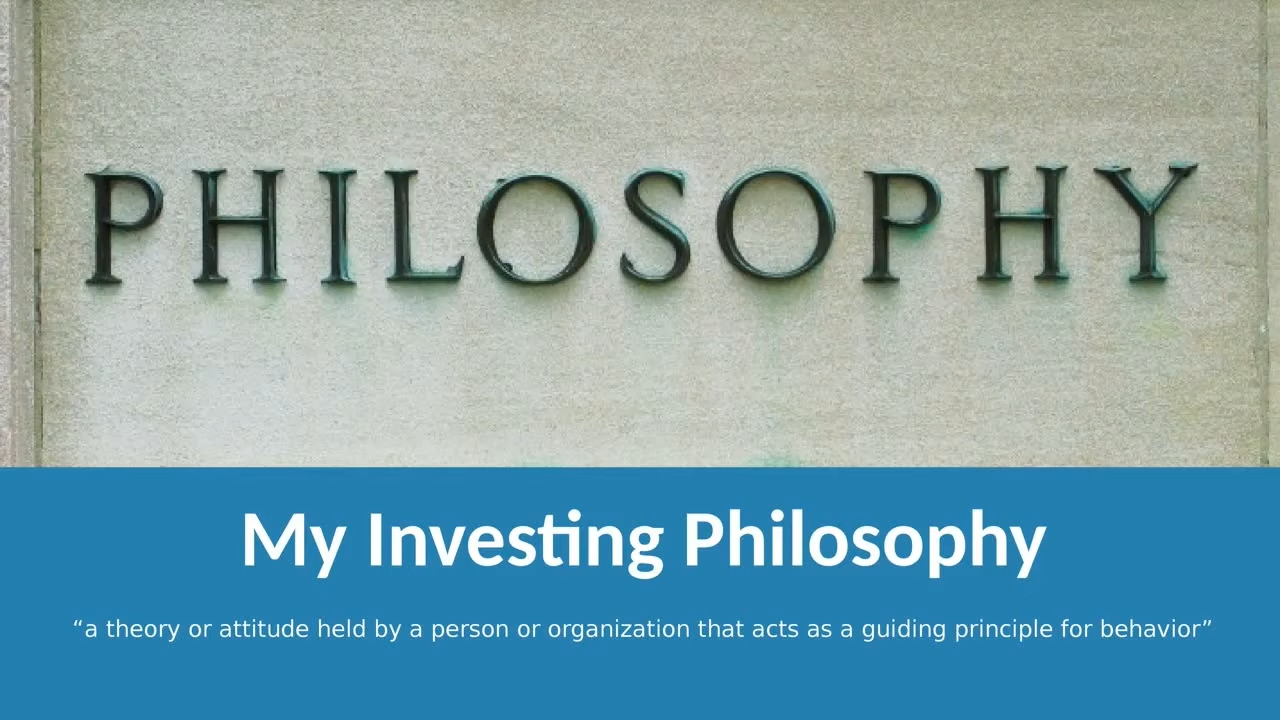 PHILOSOPHY
My Investing Philosophy
“a theory or attitude held by a person or organization that acts as a guiding principle for behavior”